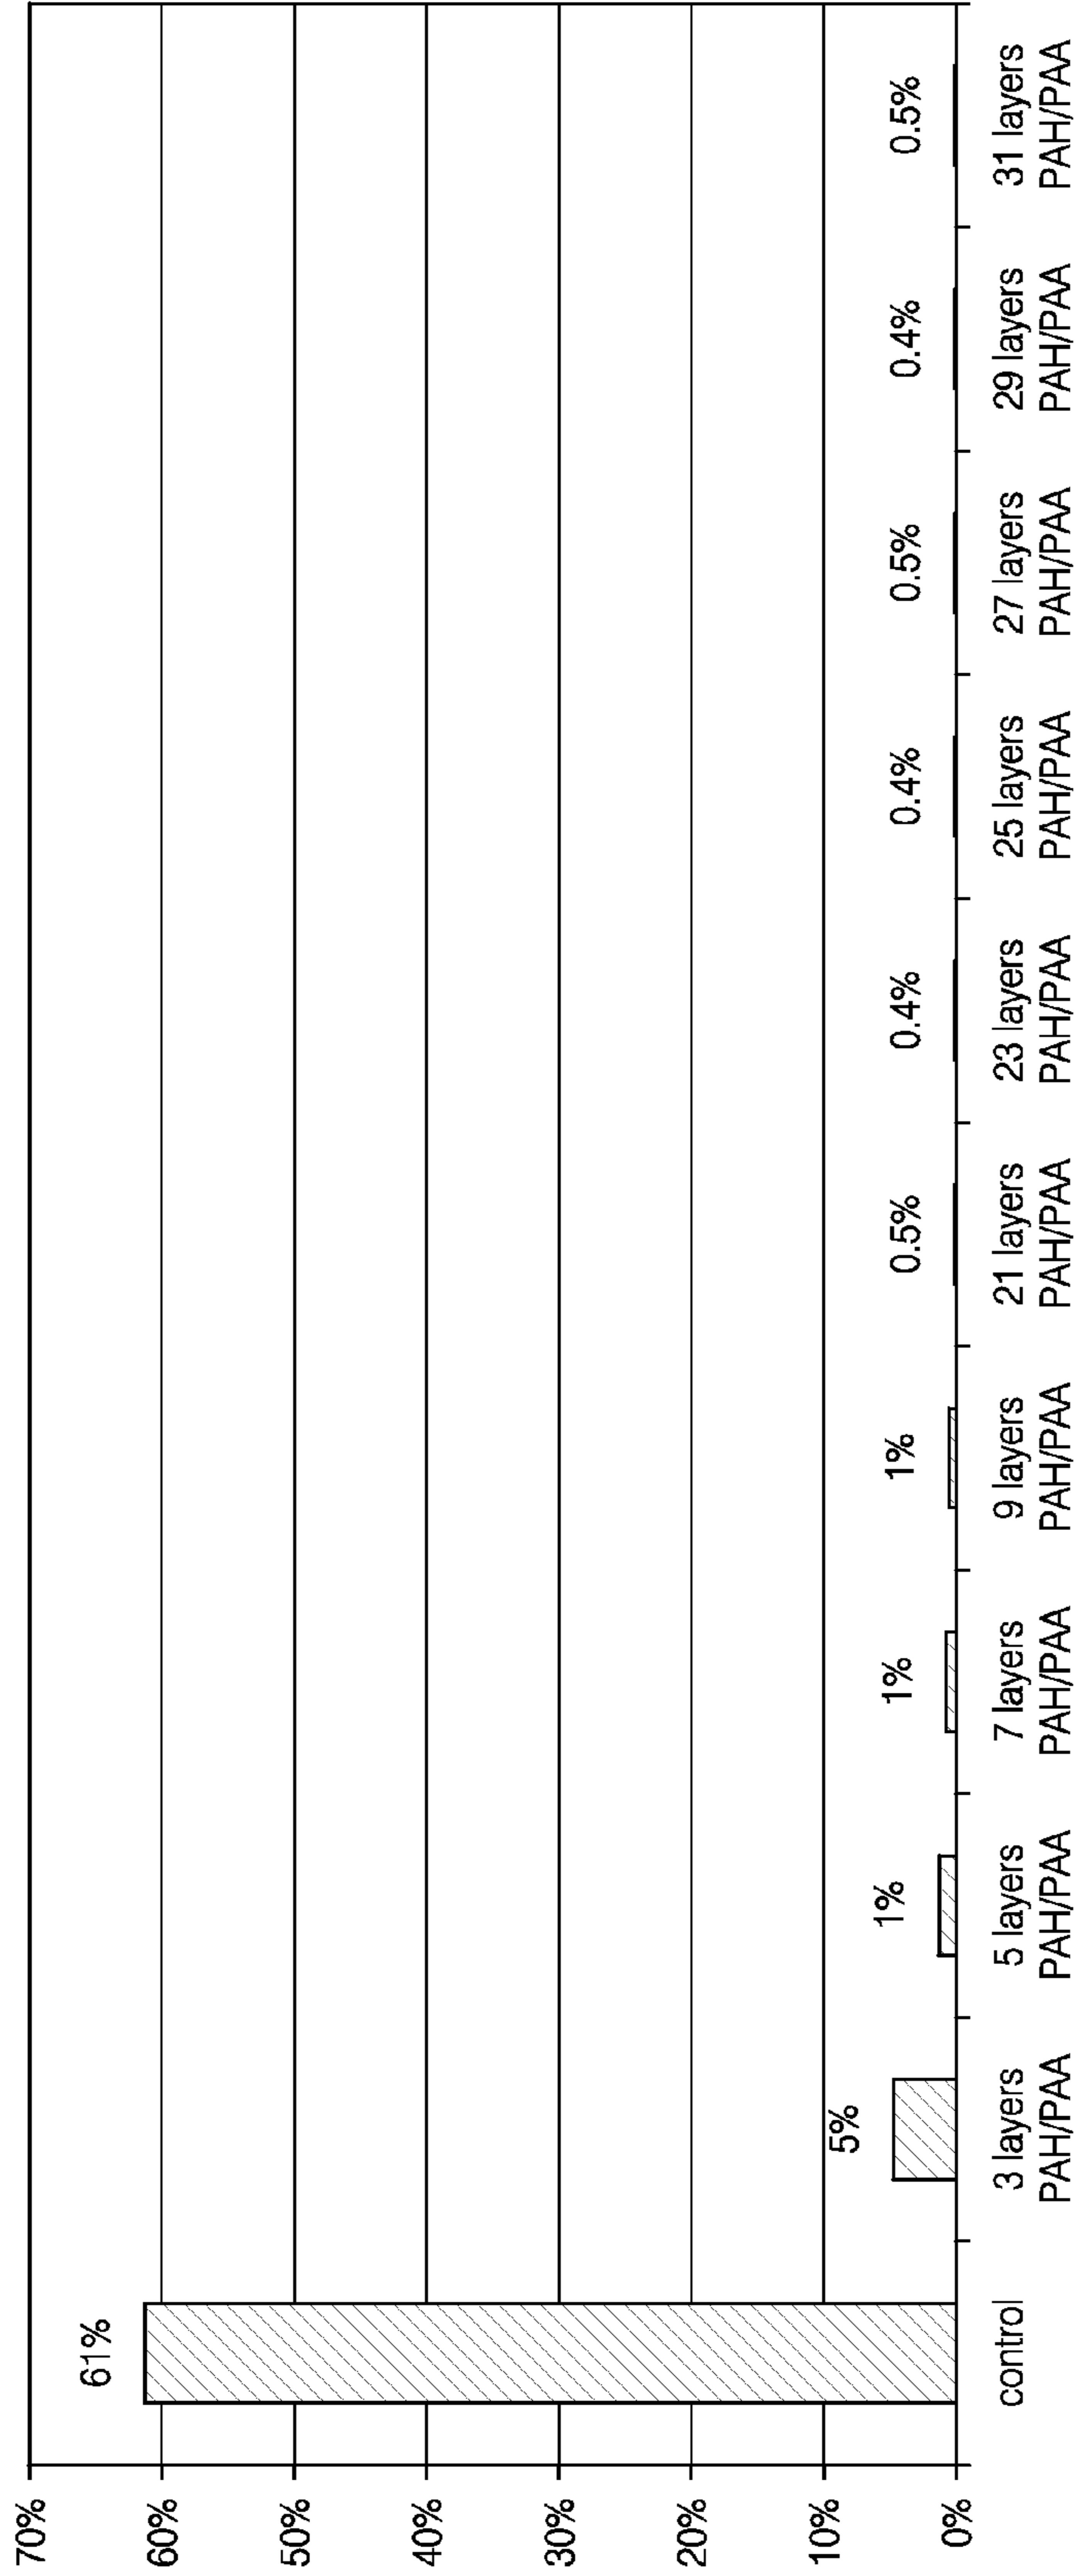 70%
60%
50%
40%
30%
20%
10%
0%
61%
5%
1%
1%
1%
0.5%
0.4%
0.4%
0.5%
0.4%
0.5%
control
3 layers
PAH/PAA
5 layers
PAH/PAA
7 layers
PAH/PAA
9 layers
PAH/PAA
21 layers
PAH/PAA
23 layers
PAH/PAA
25 layers
PAH/PAA
27 layers
PAH/PAA
29 layers
PAH/PAA
31 layers
PAH/PAA